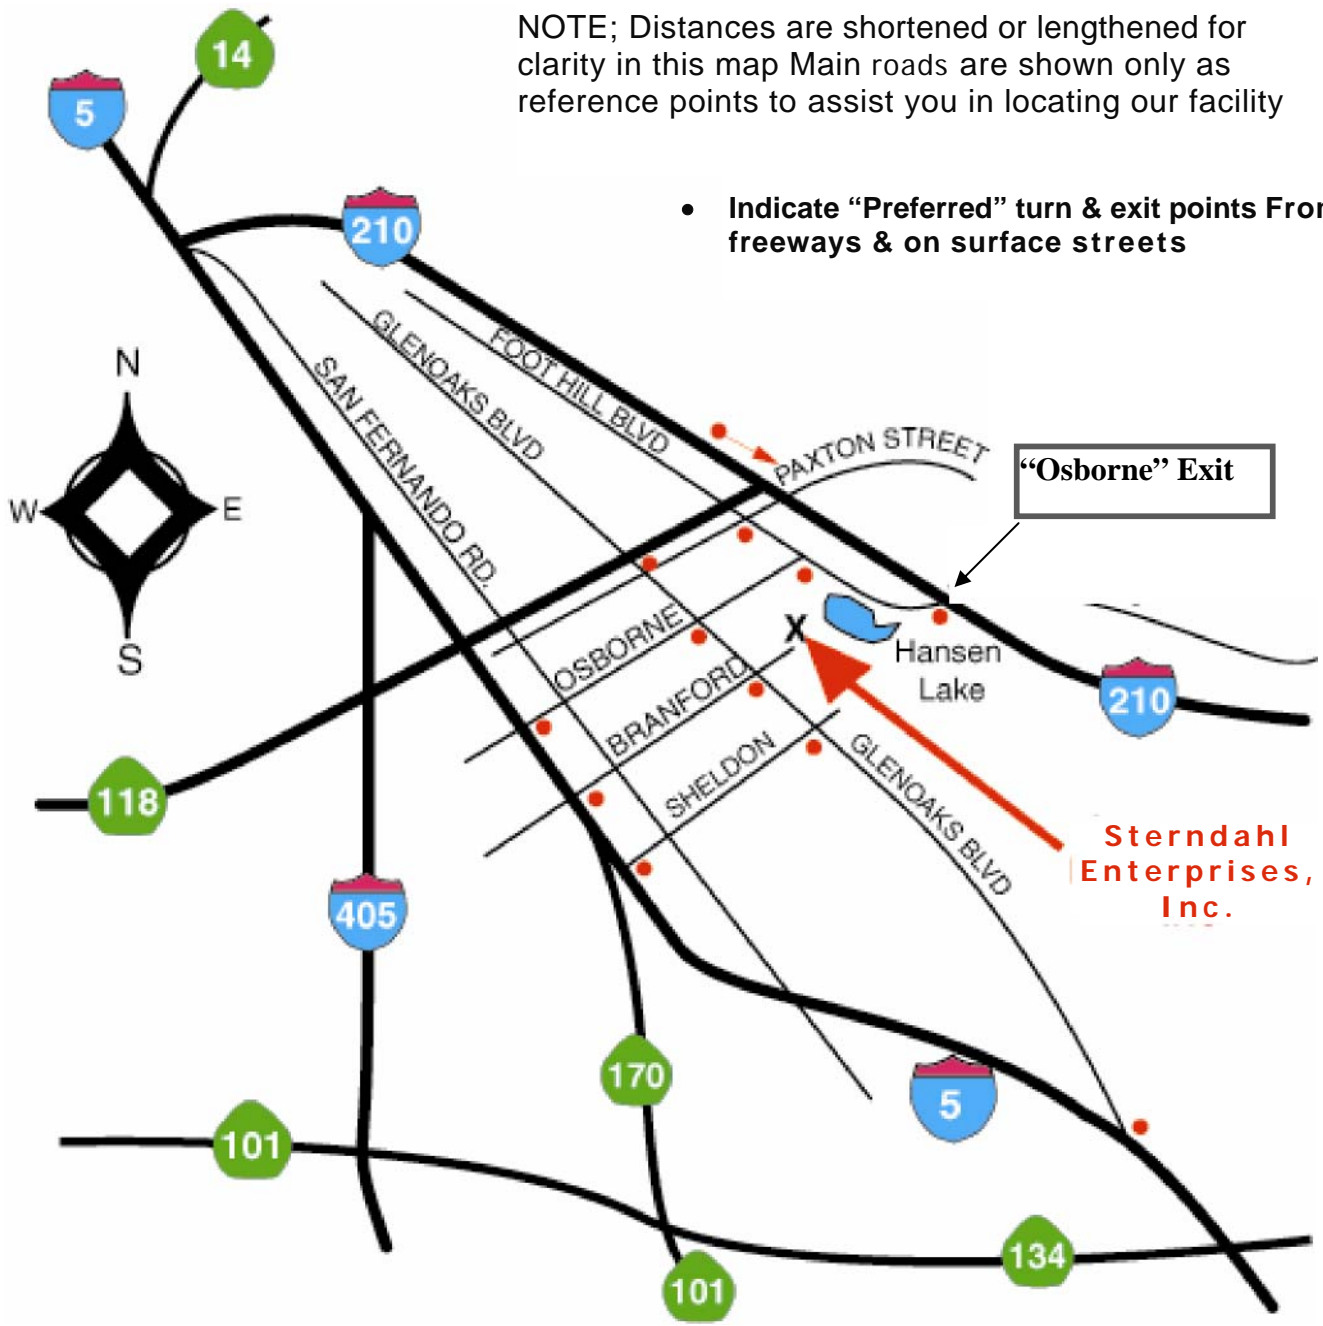 NOTE; Distances are shortened or lengthened for
clarity in this map Main roads are shown only as
reference points to assist you in locating our facility
• Indicate “Preferred” turn & exit points Fro
freeways & on surface streets
14
5
210
GLENOAKS BLVD
FOOT HILL BLVD
SAN FERNANDO RD.
N
W
E
S
PAXTON STREET
“Osborne” Exit
OSBORNE
BRANFORD
SHELDON
X
Hansen
Lake
210
GLENOAKS BLVD
118
405
Sterndahl
Enterprises,
Inc.
170
5
101
134
101